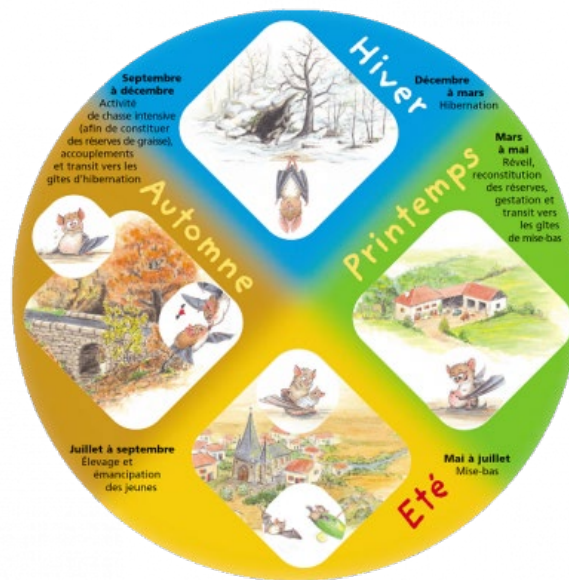 Hiver
Décembre
à mars
Hibernation
Printemps
Mars
à mai
Réveil,
reconstitution
des réserves,
gestation et
transit vers
les gîtes
de mise-bas
Eté
Mai à juillet
Mise-bas
Juillet à septembre
Élevage et
émancipation
des jeunes
Automne
Septembre
à décembre
Activité
de chasse intensive
(afin de constituer
des réserves de graisse),
accouplements
et transit vers les
gîtes d'hibernation